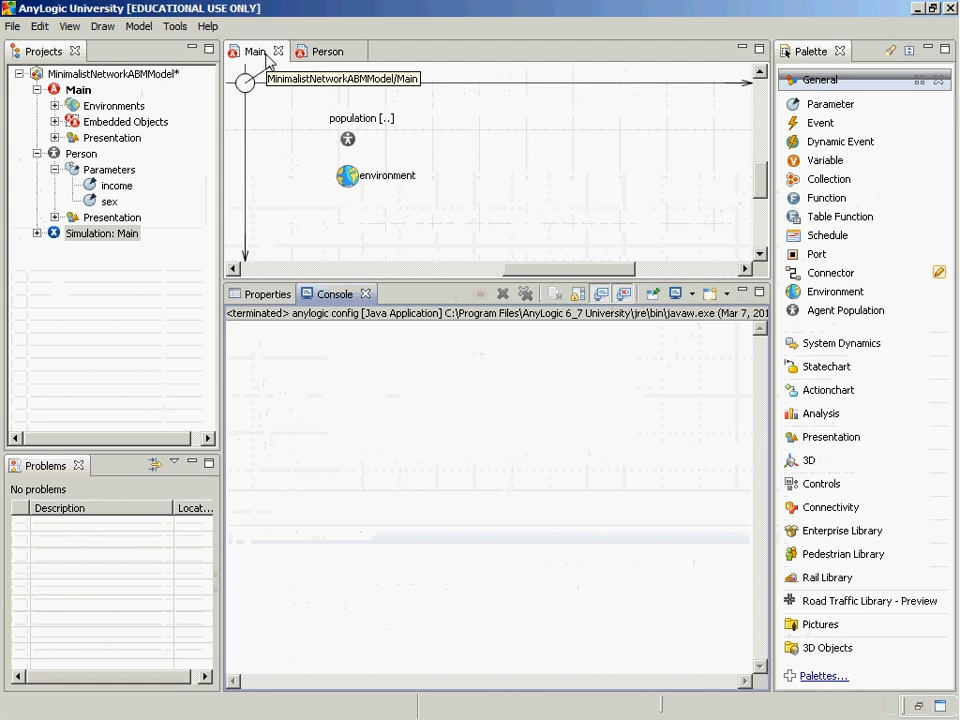 AnyLogic University [EDUCATIONAL USE ONLY]
File Edit View Draw Model Tools Help
Projects
MinimalistNetworkABMModel*
Main
Environments
Embedded Objects
Presentation
Person
Parameters
income
sex
Presentation
Simulation: Main
Problems
No problems
Description Locat...
Main Person
MinimalistNetworkABMModel/Main
population [..]
environment
Properties Console
<terminated> anylogic config [Java Application] C:\Program Files\AnyLogic 6_7 University\jre\bin\javaw.exe (Mar 7, 201
Palette
General
Parameter
Event
Dynamic Event
Variable
Collection
Function
Table Function
Schedule
Port
Connector
Environment
Agent Population
System Dynamics
Statechart
Actionchart
Analysis
Presentation
3D
Controls
Connectivity
Enterprise Library
Pedestrian Library
Rail Library
Road Traffic Library - Preview
Pictures
3D Objects
Palettes...